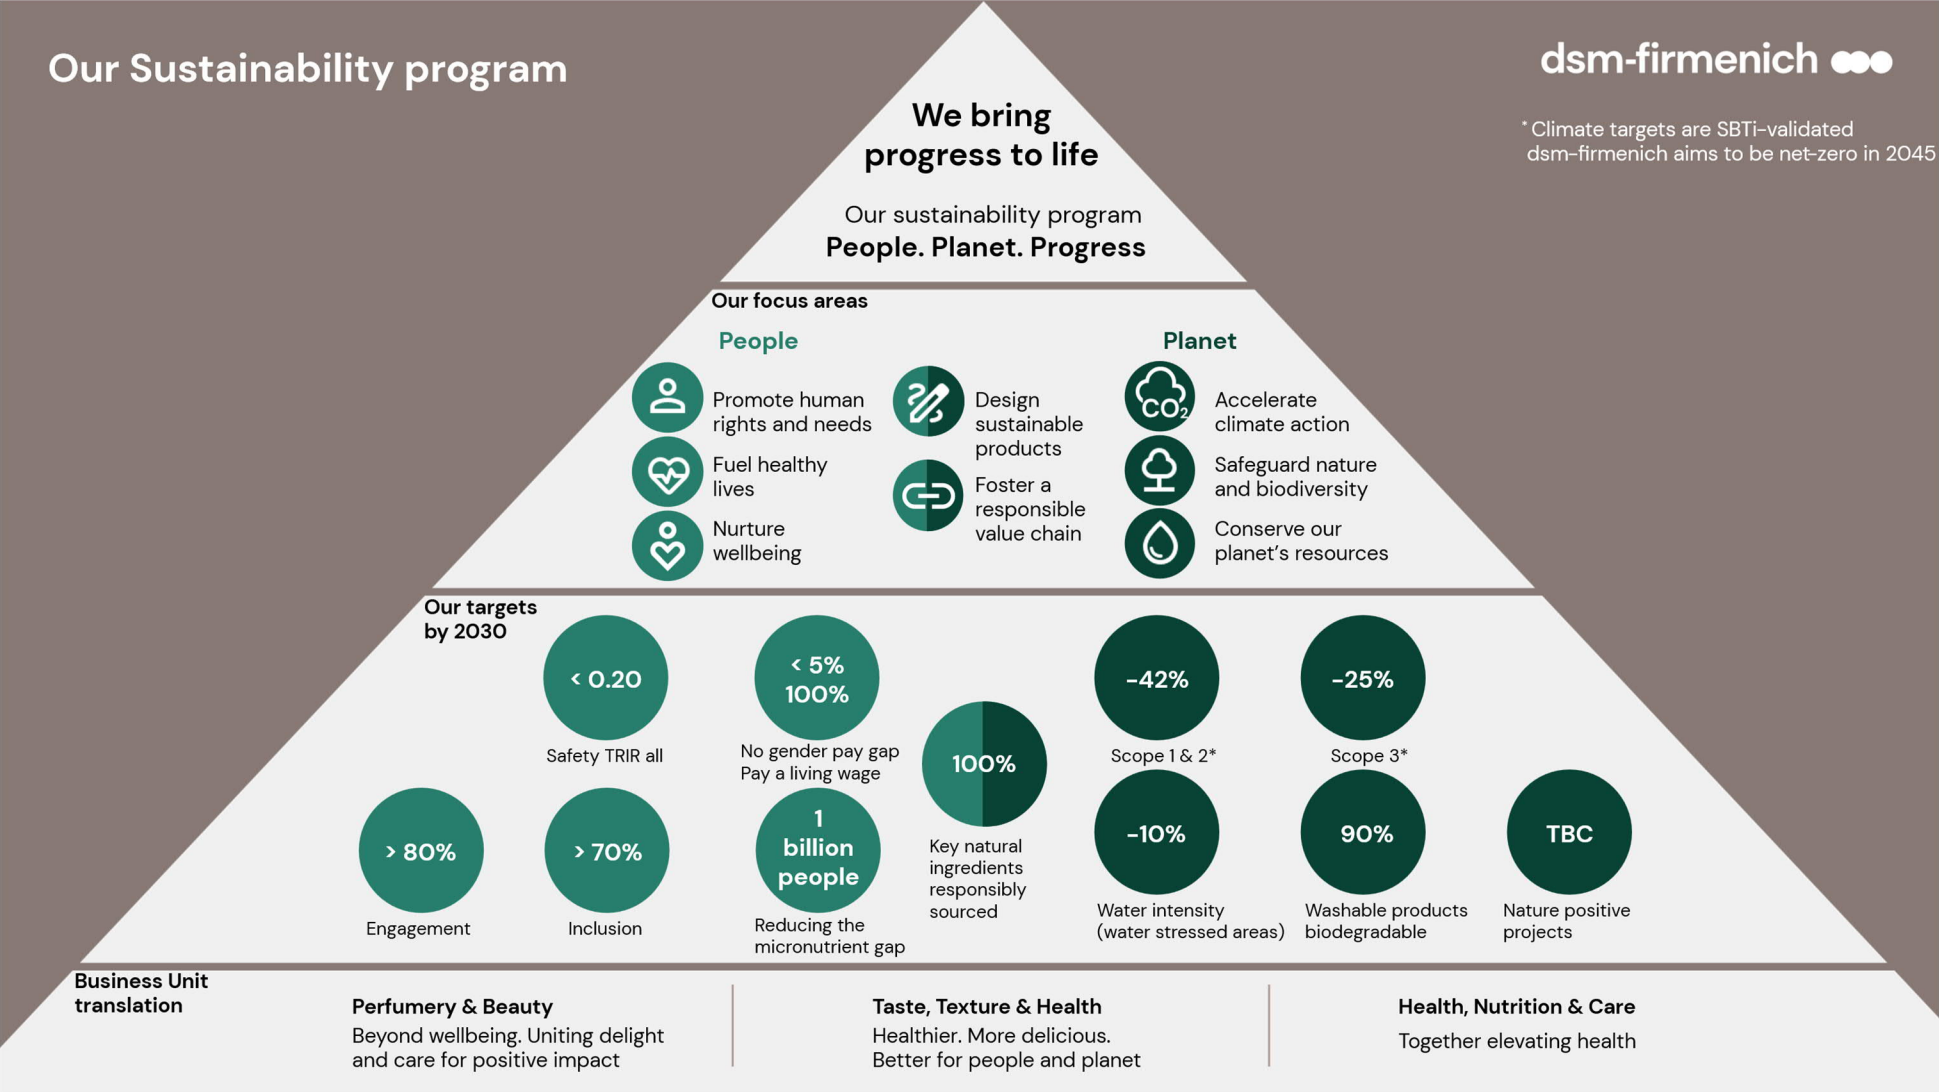 Our Sustainability program
dsm-firmenich
* Climate targets are SBTi-validated
dsm-firmenich aims to be net-zero in 2045
We bring
progress to life
Our sustainability program
People. Planet. Progress
Our focus areas
People
Promote human
rights and needs
Fuel healthy
lives
Nurture
wellbeing
Design
sustainable
products
Foster a
responsible
value chain
Planet
CO₂
Accelerate
climate action
Safeguard nature
and biodiversity
Conserve our
planet’s resources
Our targets
by 2030
< 0.20
Safety TRIR all
< 5%
100%
No gender pay gap
Pay a living wage
> 80%
Engagement
> 70%
Inclusion
1
billion
people
Reducing the
micronutrient gap
100%
Key natural
ingredients
responsibly
sourced
-42%
Scope 1 & 2*
-25%
Scope 3*
-10%
Water intensity
(water stressed areas)
90%
Washable products
biodegradable
TBC
Nature positive
projects
Business Unit
translation
Perfumery & Beauty
Beyond wellbeing. Uniting delight
and care for positive impact
Taste, Texture & Health
Healthier. More delicious.
Better for people and planet
Health, Nutrition & Care
Together elevating health